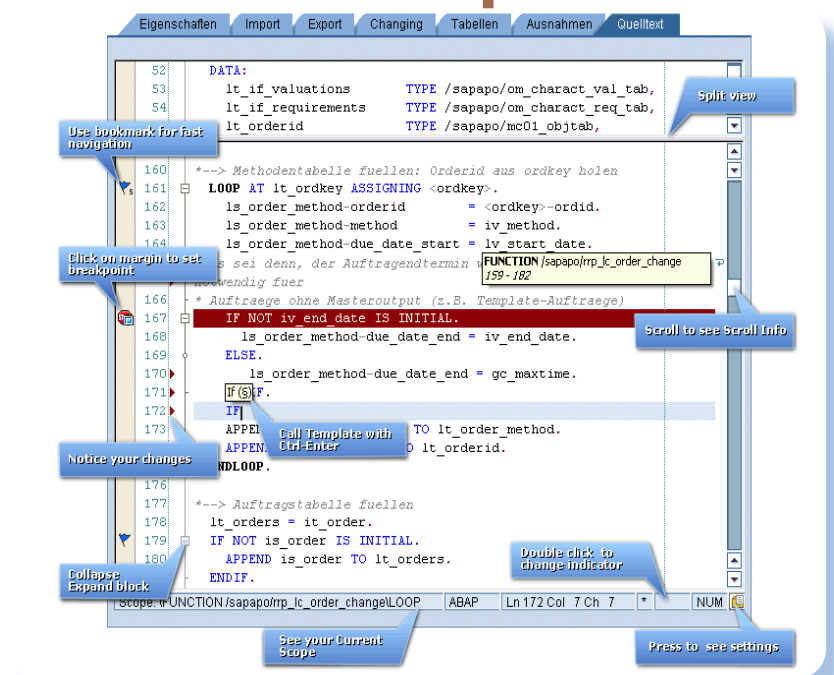 Eigenschaften Import Export Changing Tabellen Ausnahmen Quelltext
52 DATA:
53 lt_if_valuations TYPE /sapapo/om_charact_val_tab,
54 lt_if_requirements TYPE /sapapo/om_charact_req_tab,
lt_orderid TYPE /sapapo/mc01_objtab,
Split view
Use bookmark for fast
navigation
160 *--> Methodentabelle fuellen: Orderid aus ordkey holen
161 LOOP AT lt_ordkey ASSIGNING <ordkey>.
162 ls_order_method-orderid = <ordkey>-ordid.
163 ls_order_method-method = iv_method.
164 ls_order_method-due_date_start = lv_start_date.
Click on margin to set
breakpoint
s sei denn, der Auftragendtermin
notwendig fuer
FUNCTION /sapapo/rrp_lc_order_change
159 - 182
166 * Auftraege ohne Masteroutput (z.B. Template-Auftraege)
167 IF NOT iv_end_date IS INITIAL.
168 ls_order_method-due_date_end = iv_end_date.
169 ELSE.
170 ls_order_method-due_date_end = gc_maxtime.
171 IF.
If (§)
172 IF
173 APPEN TO lt_order_method.
APPEN O lt_orderid.
NDLOOP.
Scroll to see Scroll Info
Call Template with
Ctrl-Enter
Notice your changes
176
177 *--> Auftragstabelle fuellen
178 lt_orders = it_order.
179 IF NOT is_order IS INITIAL.
180 APPEND is_order TO lt_orders.
ENDIF.
Collapse
Expand block
Double click to
change indicator
Scope: \FUNCTION /sapapo/rrp_lc_order_change\LOOP ABAP Ln 172 Col 7 Ch 7 * NUM
See your Current
Scope
Press to see settings